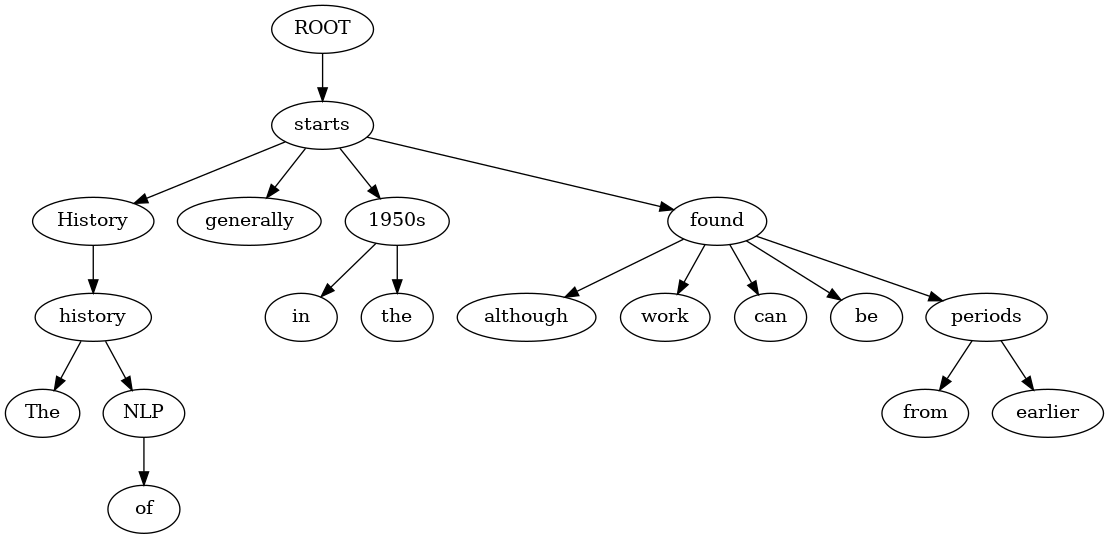 ROOT
starts
History generally 1950s found
history in the although work can be periods
The NLP from earlier
of